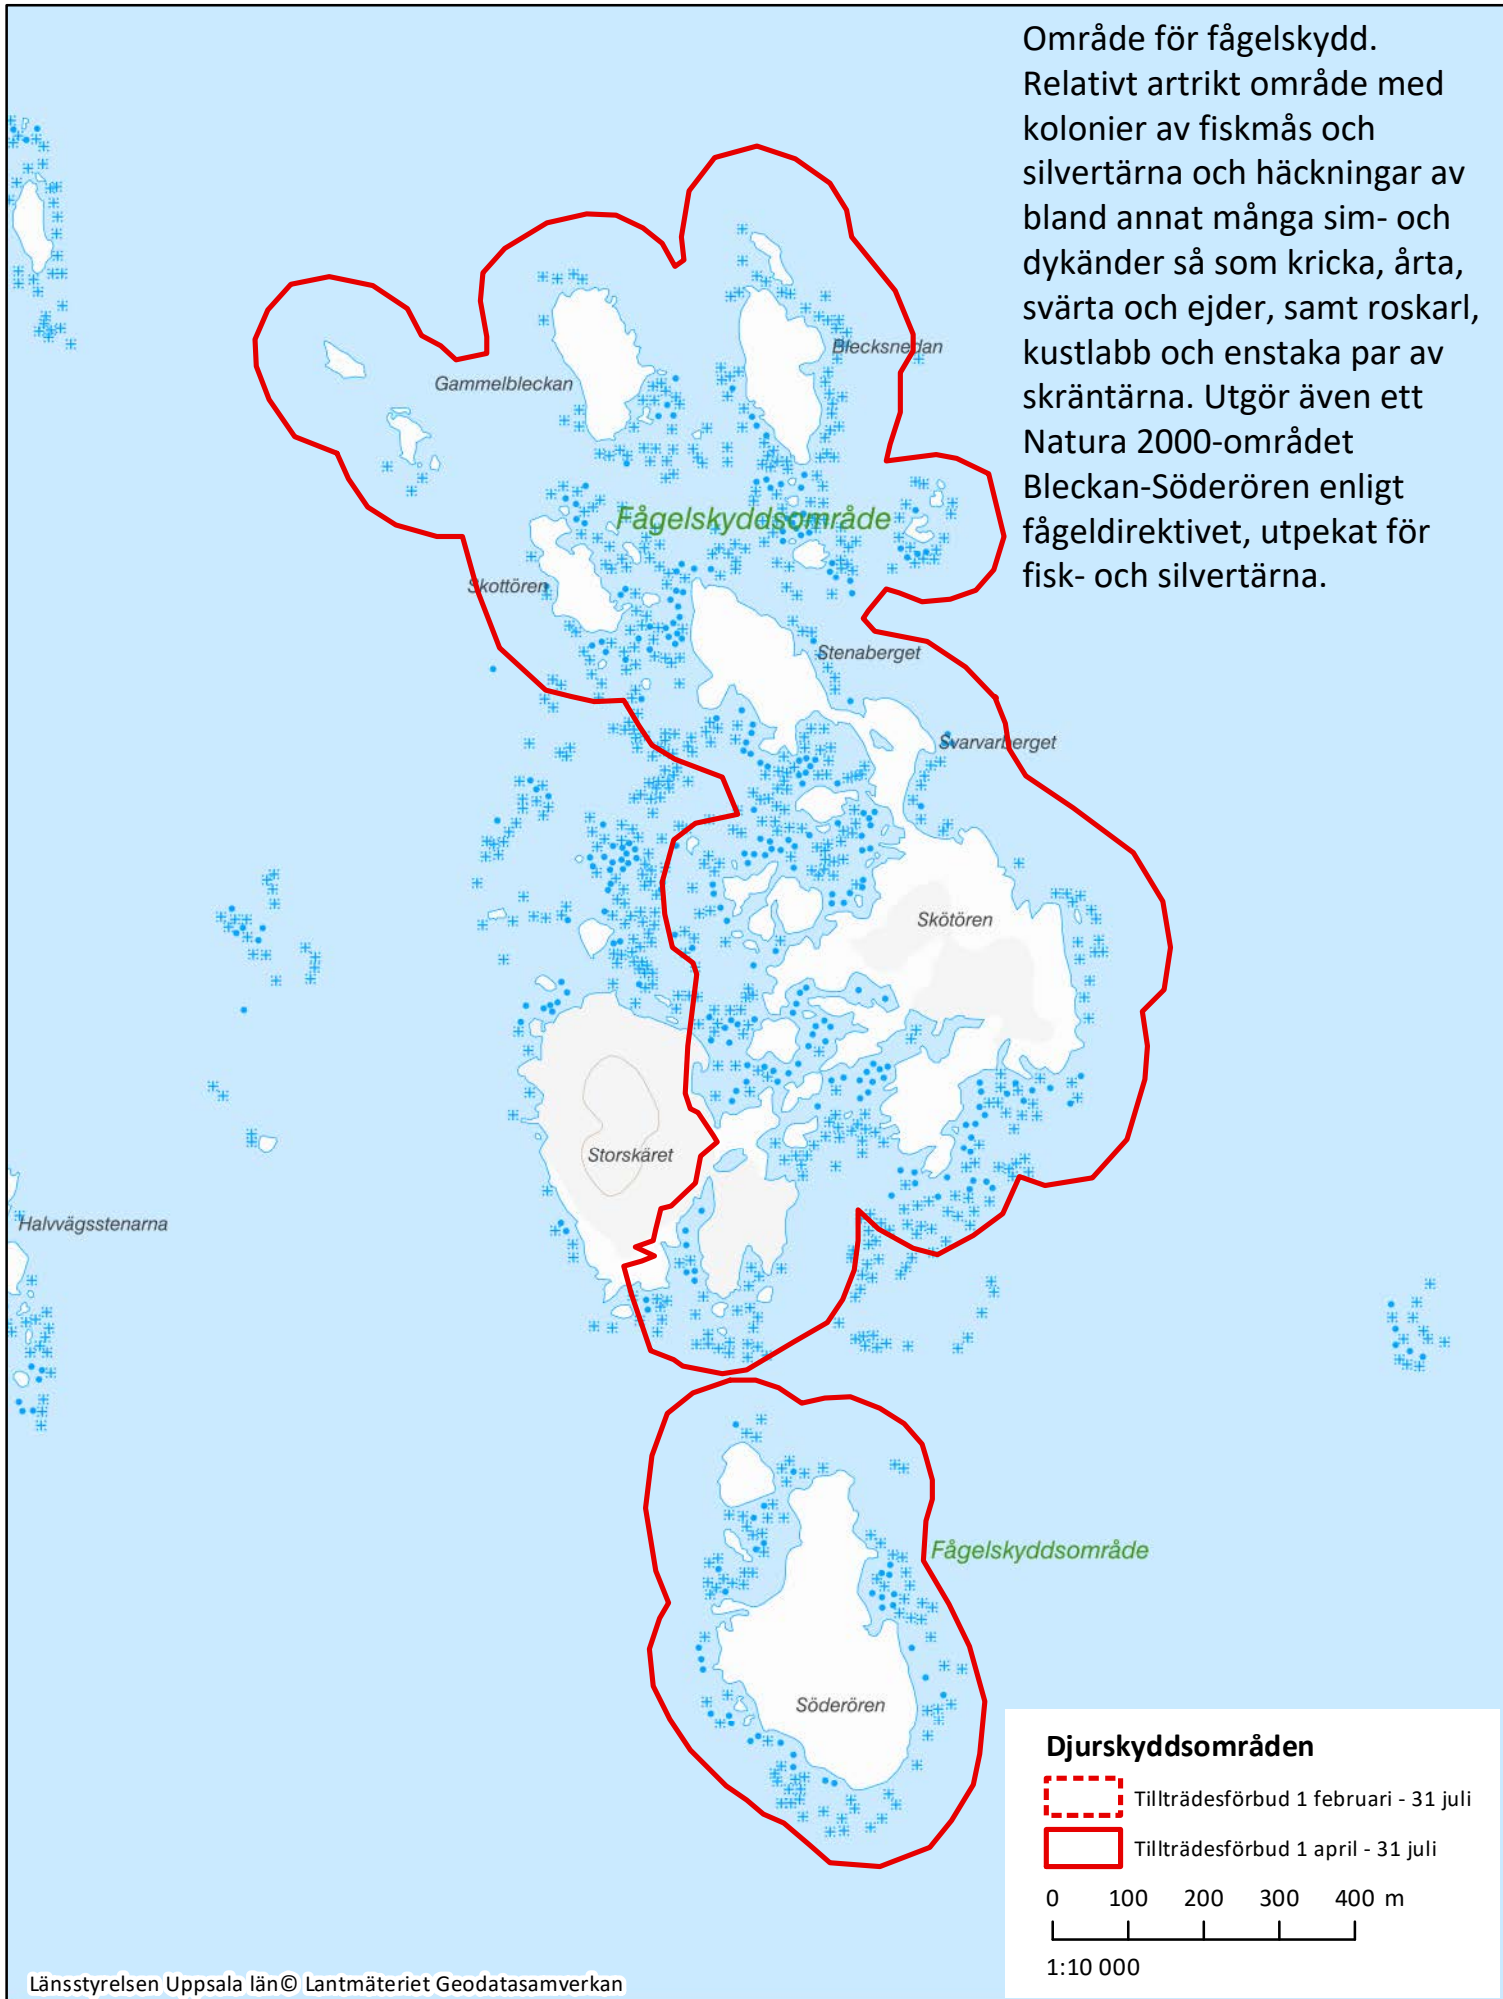 Område för fågelskydd.
Relativt artrikt område med
kolonier av fiskmås och
silvertärna och häckningar av
bland annat många sim- och
dykänder så som kricka, årta,
svärta och ejder, samt roskarl,
kustlabb och enstaka par av
skräntärna. Utgör även ett
Natura 2000-området
Bleckan-Söderören enligt
fågeldirektivet, utpekat för
fisk- och silvertärna.
Blecksnedan
Gammelbleckan
Fågelskyddsområde
Skottören
Stenaberget
Svarvarberget
Skötören
Storskäret
Halvvägsstenarna
Fågelskyddsområde
Söderören
Djurskyddsområden
Tillträdesförbud 1 februari - 31 juli
Tillträdesförbud 1 april - 31 juli
0 100 200 300 400 m
1:10 000
Länsstyrelsen Uppsala län© Lantmäteriet Geodatasamverkan